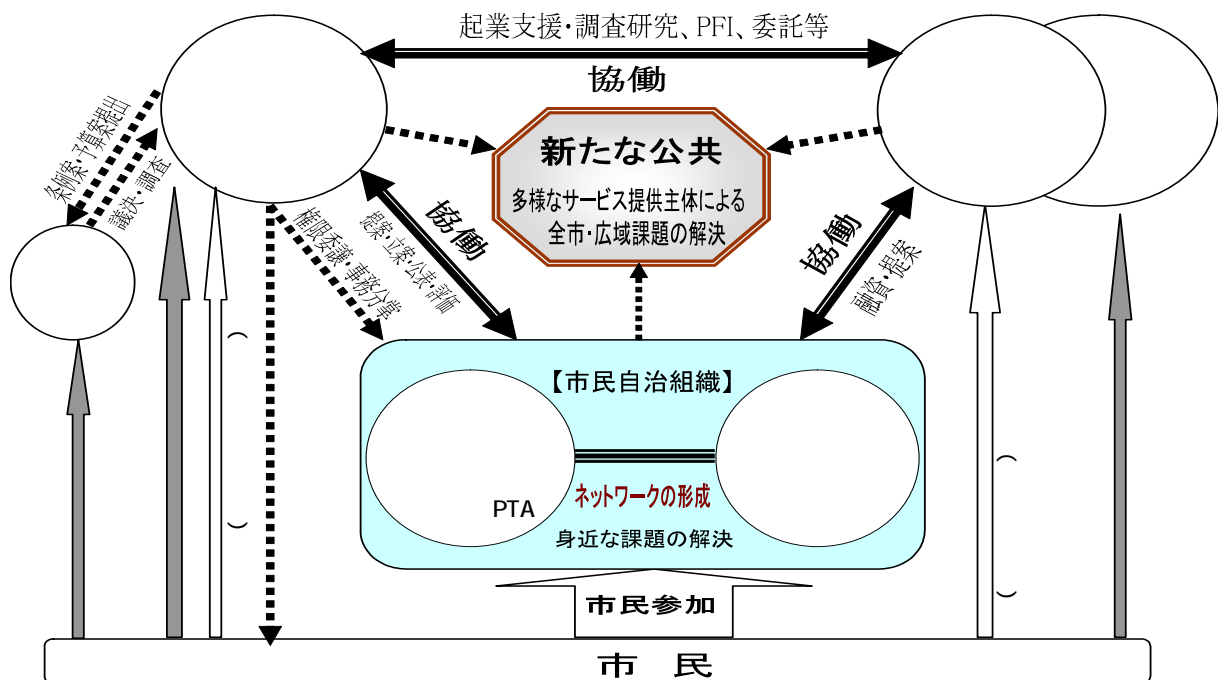 起業支援・調査研究、PFI、委託等
協働
条例案・予算案提出
議決・調査
新たな公共
多様なサービス提供主体による
全市・広域課題の解決
権限委譲・事務分掌
提案・立案・公表・評価
協働
協働
融資・提案
【市民自治組織】
ネットワークの形成
PTA
身近な課題の解決
市民参加
市 民
(
)
(
)